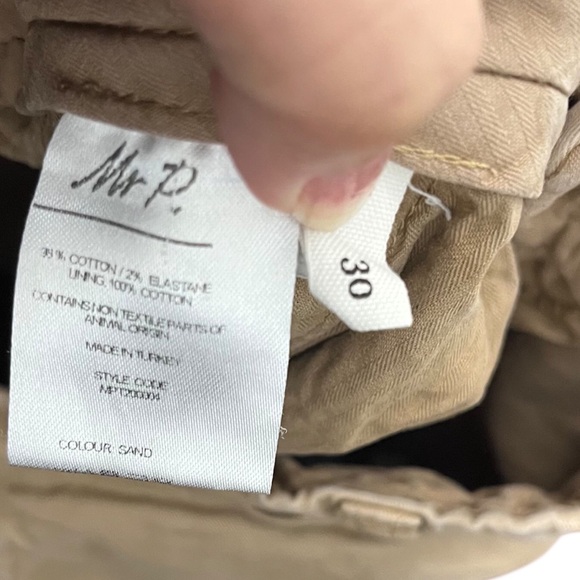 Mr P.
98% COTTON / 2% ELASTANE
LINING: 100% COTTON
CONTAINS NON TEXTILE PARTS OF
ANIMAL ORIGIN
MADE IN TURKEY
STYLE CODE
MPT200004
COLOUR: SAND
30